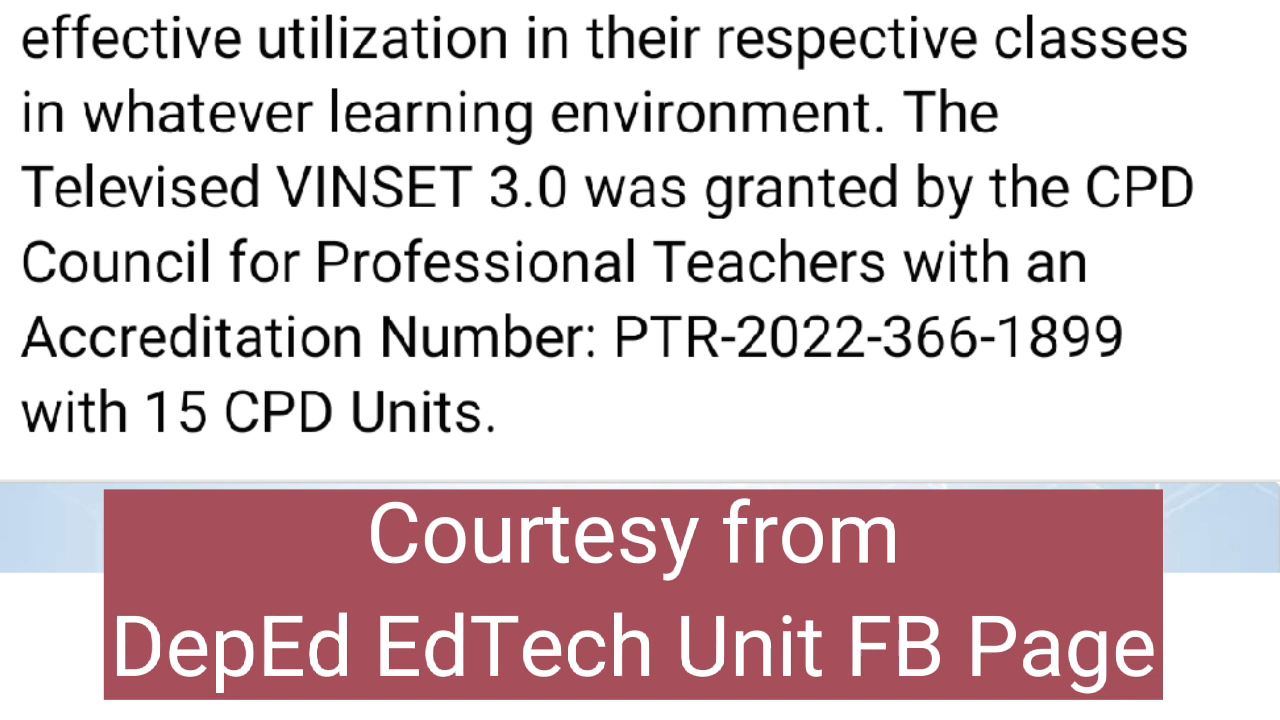 effective utilization in their respective classes
in whatever learning environment. The
Televised VINSET 3.0 was granted by the CPD
Council for Professional Teachers with an
Accreditation Number: PTR-2022-366-1899
with 15 CPD Units.
Courtesy from
DepEd EdTech Unit FB Page